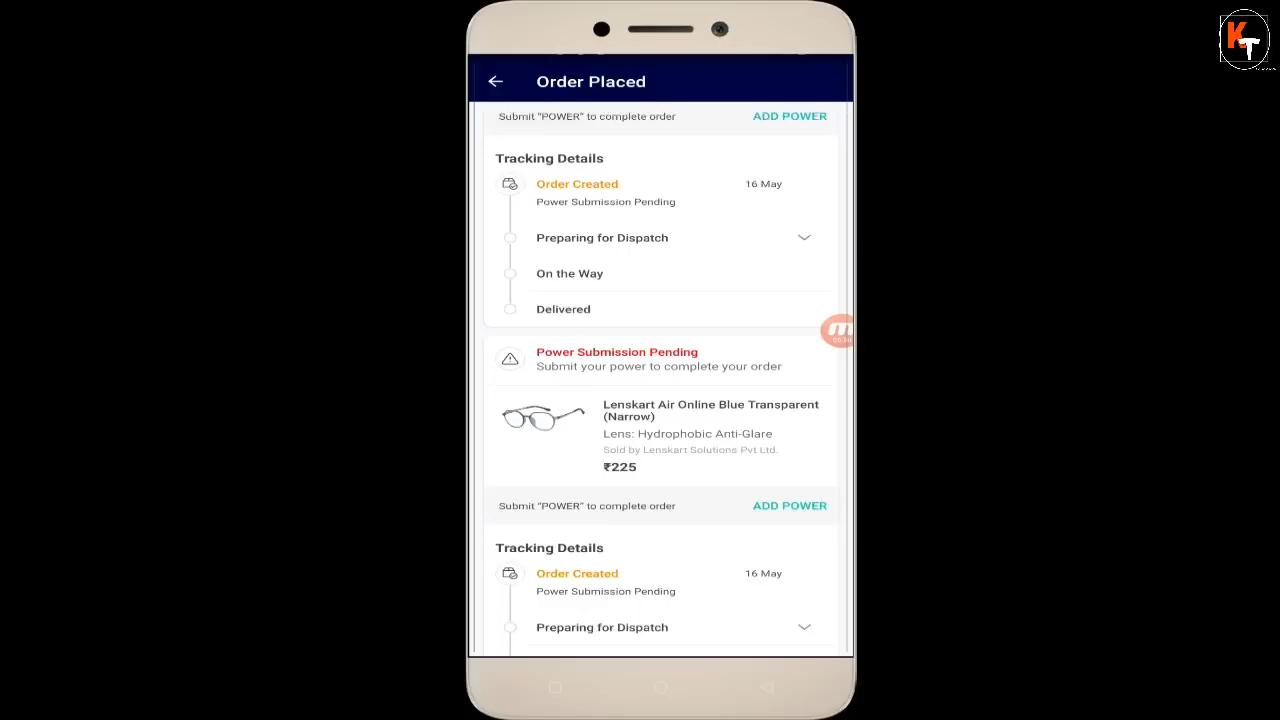 KT
Order Placed
Submit "POWER" to complete order ADD POWER
Tracking Details
Order Created 16 May
Power Submission Pending
Preparing for Dispatch
On the Way
Delivered
Power Submission Pending
Submit your power to complete your order
Lenskart Air Online Blue Transparent
(Narrow)
Lens: Hydrophobic Anti-Glare
Sold by Lenskart Solutions Pvt Ltd.
₹225
Submit "POWER" to complete order ADD POWER
Tracking Details
Order Created 16 May
Power Submission Pending
Preparing for Dispatch